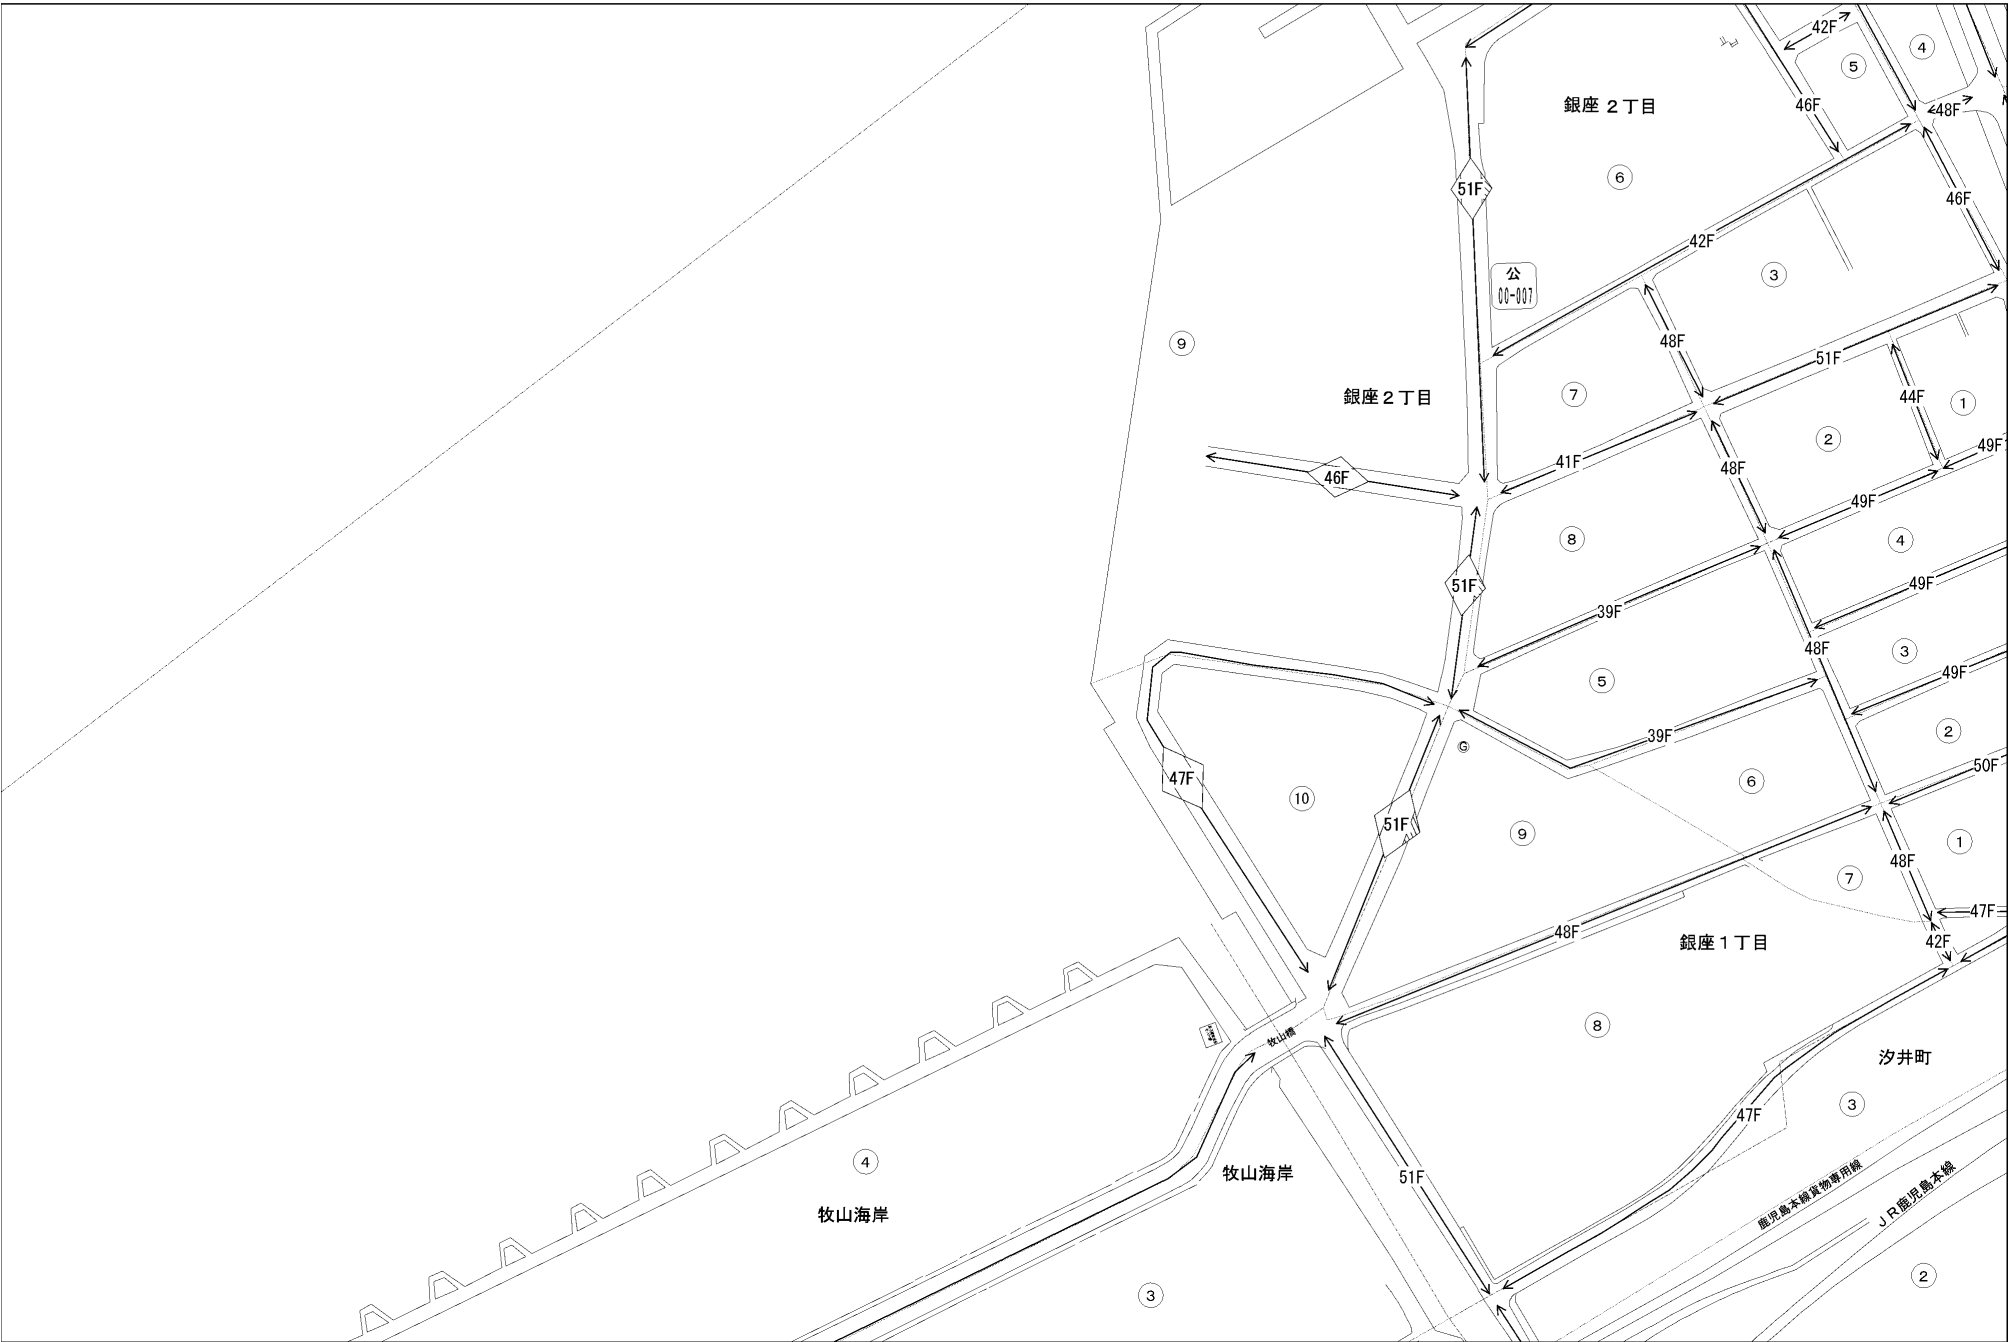 42F
④
⑤
46F
48F
銀座２丁目
⑥
51F
46F
42F
公
00-007
③
⑨
48F
51F
銀座２丁目
⑦
44F
①
②
49F
41F
48F
46F
49F
⑧
④
51F
49F
39F
48F
③
⑤
49F
②
39F
G
50F
47F
⑥
⑩
51F
⑨
①
48F
⑦
47F
48F
42F
銀座１丁目
⑧
牧山橋
汐井町
③
47F
④
牧山海岸
51F
鹿児島本線貨物専用線
ＪＲ鹿児島本線
牧山海岸
③
②